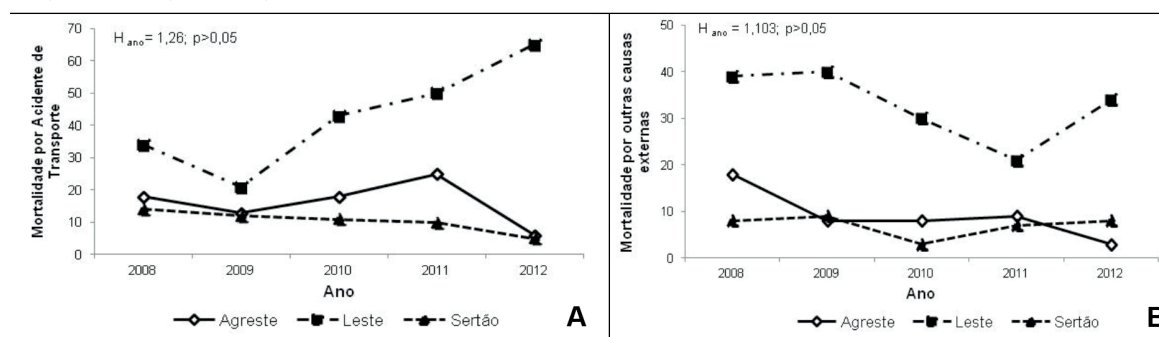 H ano = 1,26; p>0,05
Mortalidade por Acidente de
Transporte
70
60
50
40
30
20
10
0
2008 2009 2010 2011 2012
Ano
Agreste Leste Sertão
A
H ano = 1,103; p>0,05
Mortalidade por outras causas
externas
50
40
30
20
10
0
2008 2009 2010 2011 2012
Ano
Agreste Leste Sertão